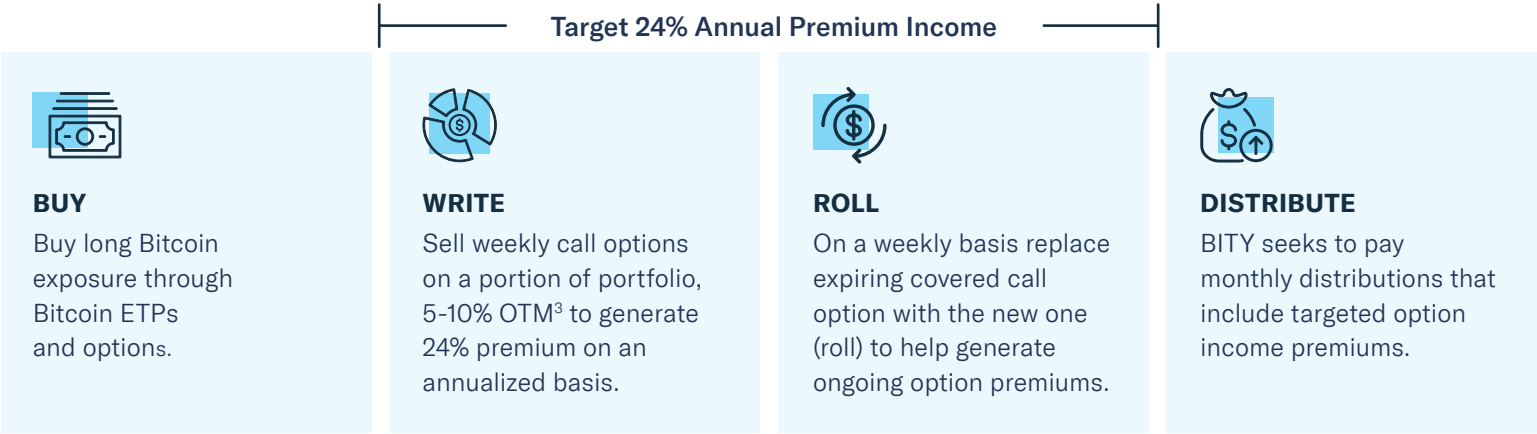 Target 24% Annual Premium Income
BUY
Buy long Bitcoin
exposure through
Bitcoin ETPs
and options.
WRITE
Sell weekly call options
on a portion of portfolio,
5-10% OTM³ to generate
24% premium on an
annualized basis.
ROLL
On a weekly basis replace
expiring covered call
option with the new one
(roll) to help generate
ongoing option premiums.
DISTRIBUTE
BITY seeks to pay
monthly distributions that
include targeted option
income premiums.